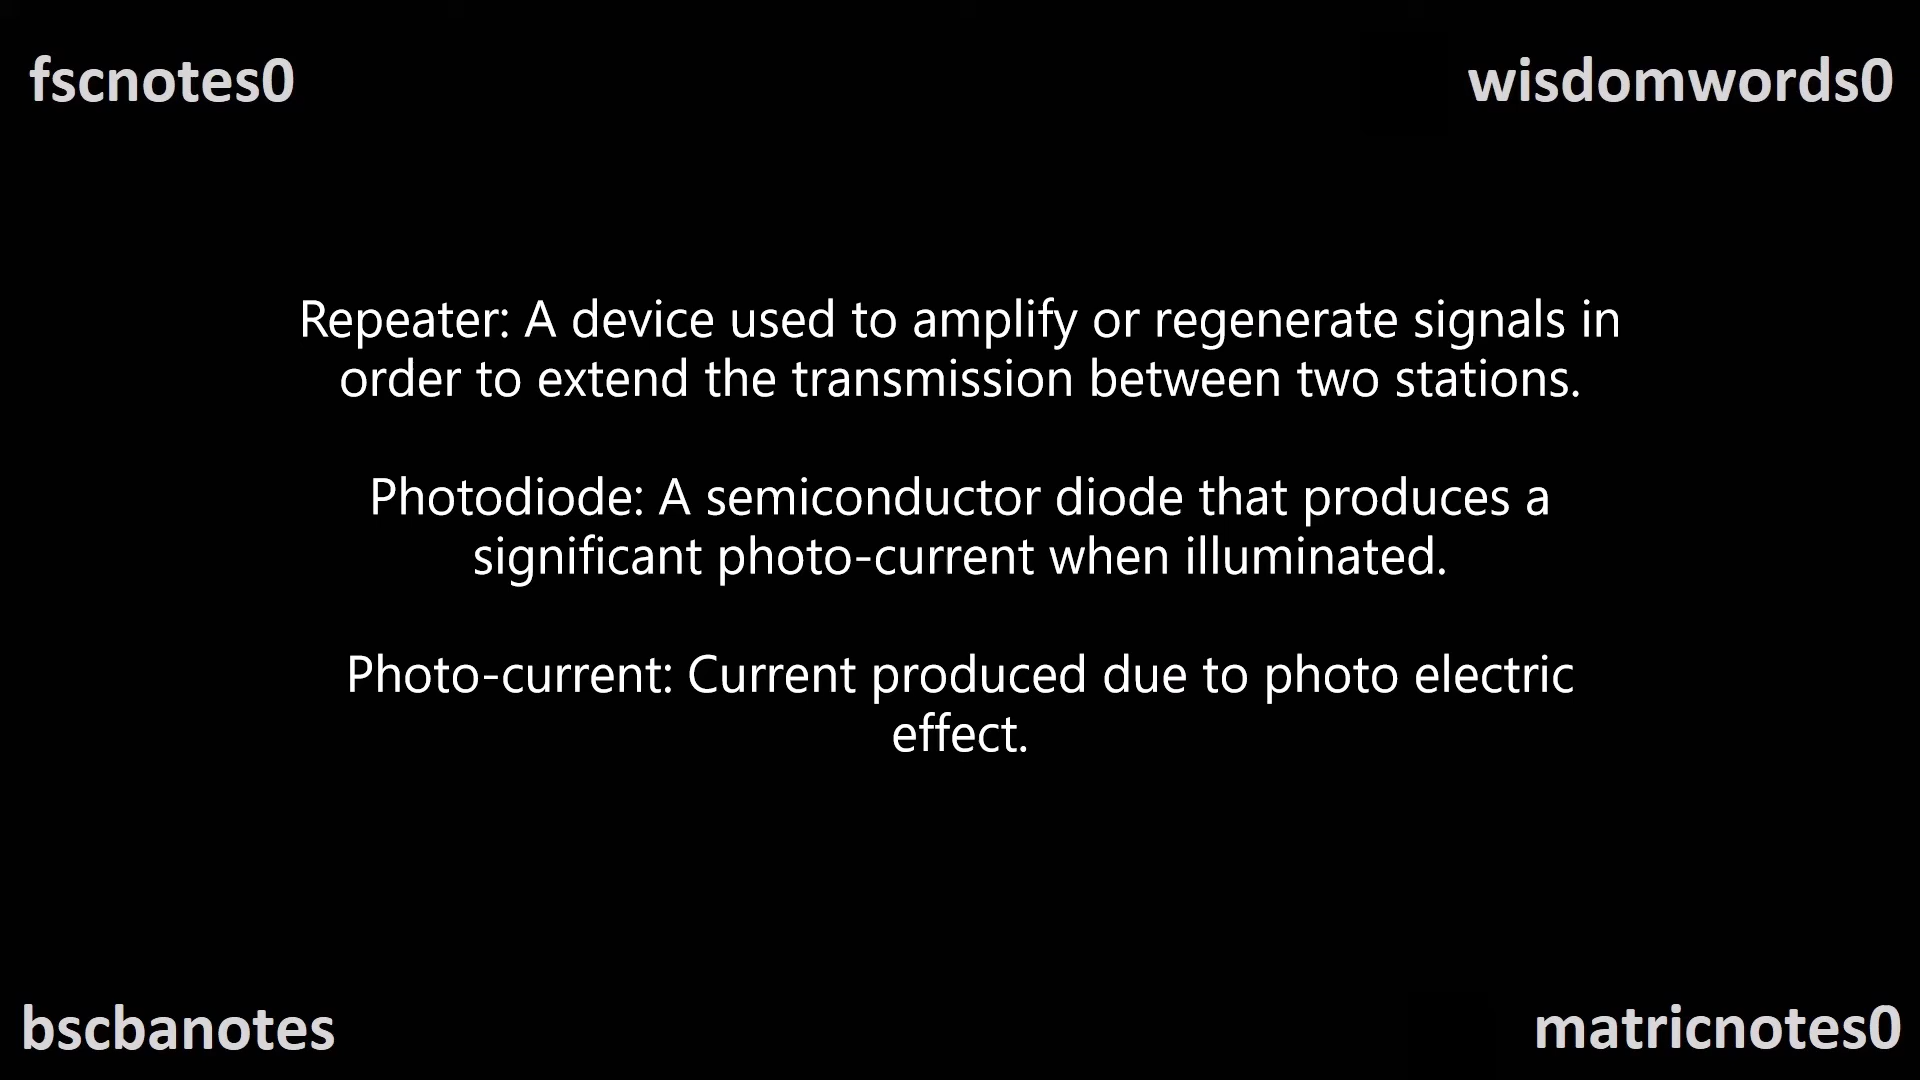 fscnotes0
wisdomwords0
Repeater: A device used to amplify or regenerate signals in
order to extend the transmission between two stations.
Photodiode: A semiconductor diode that produces a
significant photo-current when illuminated.
Photo-current: Current produced due to photo electric
effect.
bscbanotes
matricnotes0